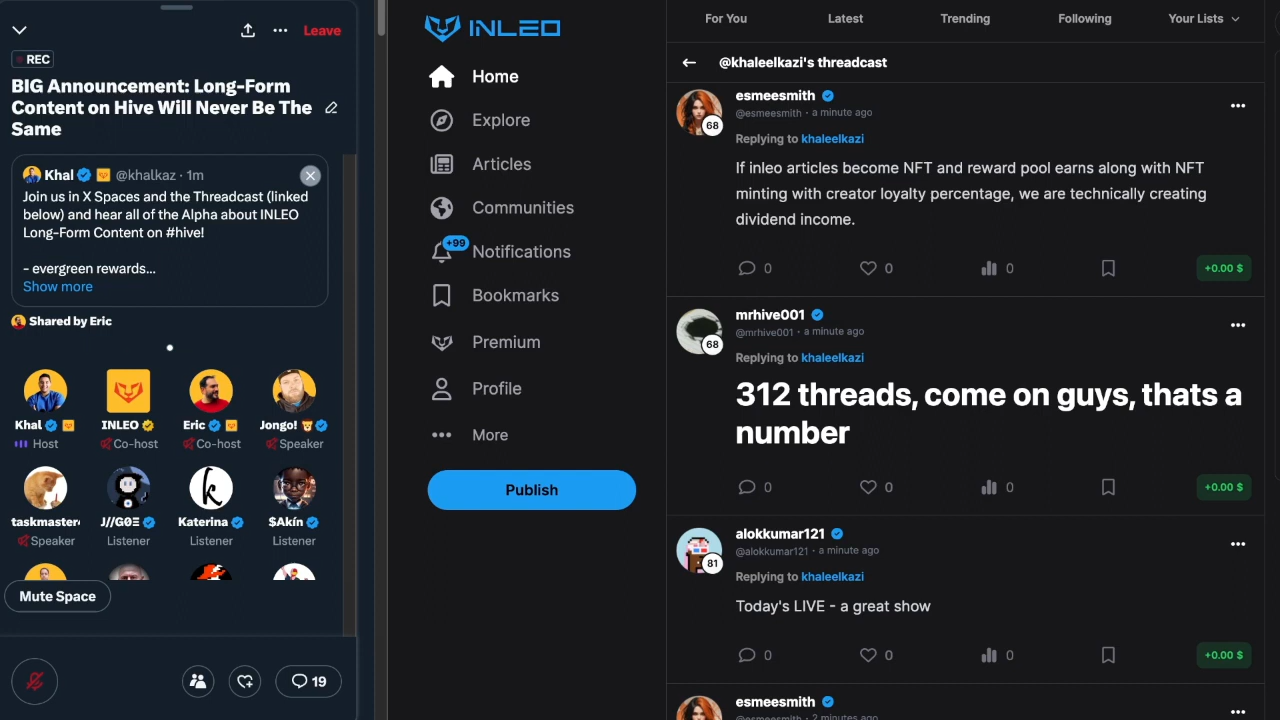 Leave
REC
BIG Announcement: Long-Form
Content on Hive Will Never Be The
Same
Khal @khalkaz · 1m
Join us in X Spaces and the Threadcast (linked
below) and hear all of the Alpha about INLEO
Long-Form Content on #hive!
- evergreen rewards...
Show more
Shared by Eric
Khal
Host
INLEO
Co-host
Eric
Co-host
Jongo!
Speaker
taskmaster
Speaker
J//GΘΞ
Listener
Katerina
Listener
$Akín
Listener
Mute Space
19
INLEO
Home
Explore
Articles
Communities
+99
Notifications
Bookmarks
Premium
Profile
More
Publish
For You
Latest
Trending
Following
Your Lists
@khaleelkazi's threadcast
esmeesmith
68
@esmeesmith · a minute ago
Replying to khaleelkazi
If inleo articles become NFT and reward pool earns along with NFT
minting with creator loyalty percentage, we are technically creating
dividend income.
0
0
0
+0.00 $
mrhive001
68
@mrhive001 · a minute ago
Replying to khaleelkazi
312 threads, come on guys, thats a
number
0
0
0
+0.00 $
alokkumar121
81
@alokkumar121 · a minute ago
Replying to khaleelkazi
Today's LIVE - a great show
0
0
0
+0.00 $
esmeesmith
@esmeesmith · 2 minutes ago